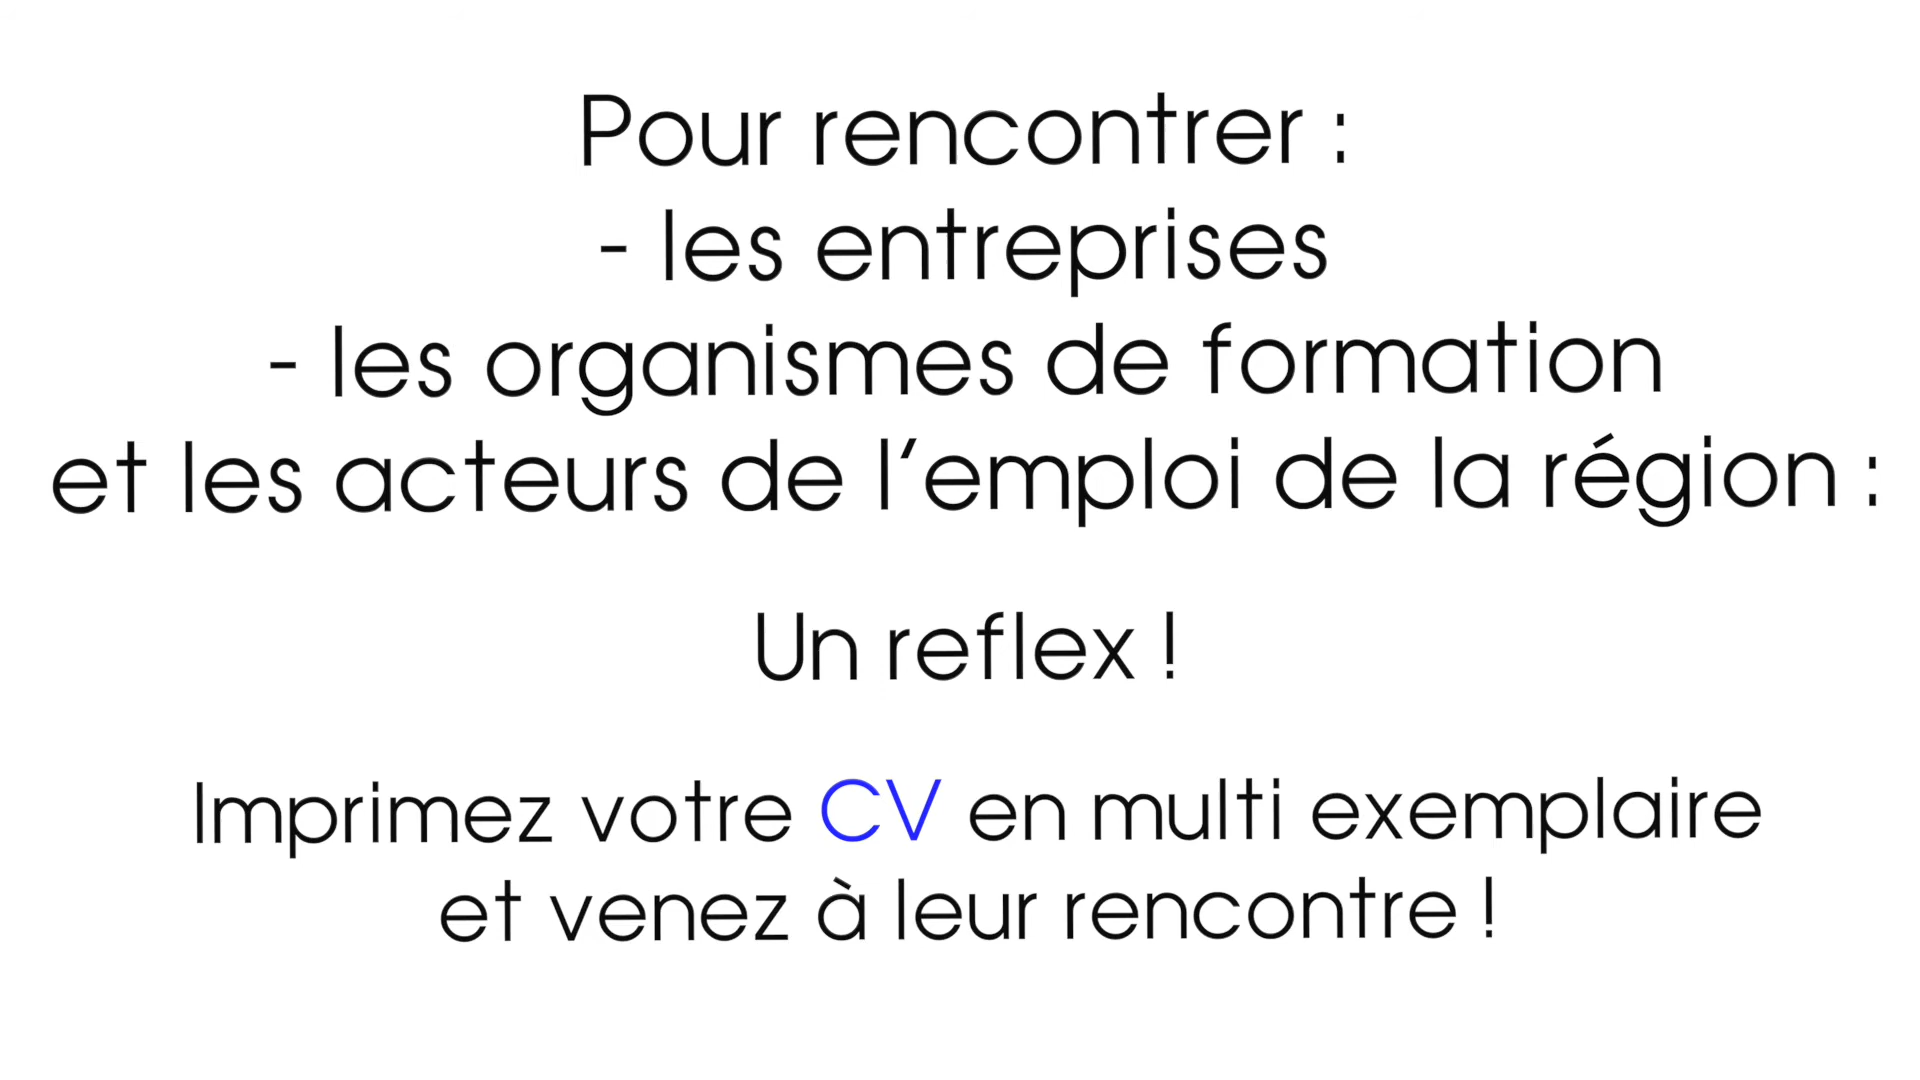 Pour rencontrer :
- les entreprises
- les organismes de formation
et les acteurs de l'emploi de la région :
Un reflex !
Imprimez votre CV en multi exemplaire
et venez à leur rencontre !